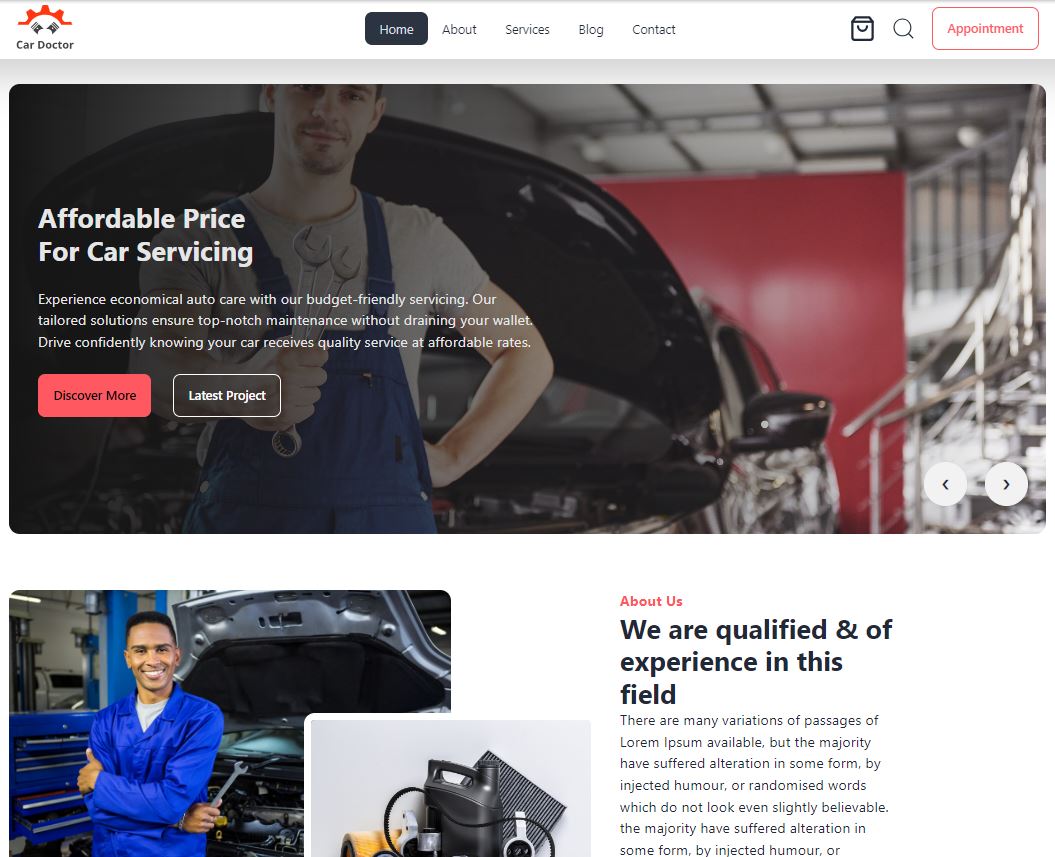 Car Doctor
Home
About
Services
Blog
Contact
Appointment
Affordable Price
For Car Servicing
Experience economical auto care with our budget-friendly servicing. Our
tailored solutions ensure top-notch maintenance without draining your wallet.
Drive confidently knowing your car receives quality service at affordable rates.
Discover More
Latest Project
About Us
We are qualified & of
experience in this
field
There are many variations of passages of
Lorem Ipsum available, but the majority
have suffered alteration in some form, by
injected humour, or randomised words
which do not look even slightly believable.
the majority have suffered alteration in
some form, by injected humour, or